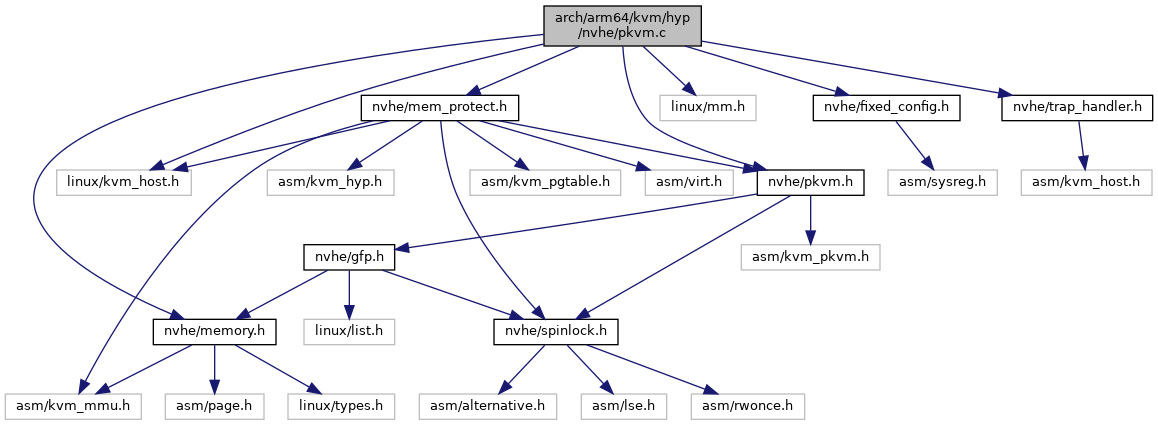 arch/arm64/kvm/hyp
/nvhe/pkvm.c
nvhe/mem_protect.h
linux/mm.h
nvhe/fixed_config.h
nvhe/trap_handler.h
linux/kvm_host.h
asm/kvm_hyp.h
asm/kvm_pgtable.h
asm/virt.h
nvhe/pkvm.h
asm/sysreg.h
asm/kvm_host.h
nvhe/gfp.h
asm/kvm_pkvm.h
nvhe/memory.h
linux/list.h
nvhe/spinlock.h
asm/kvm_mmu.h
asm/page.h
linux/types.h
asm/alternative.h
asm/lse.h
asm/rwonce.h